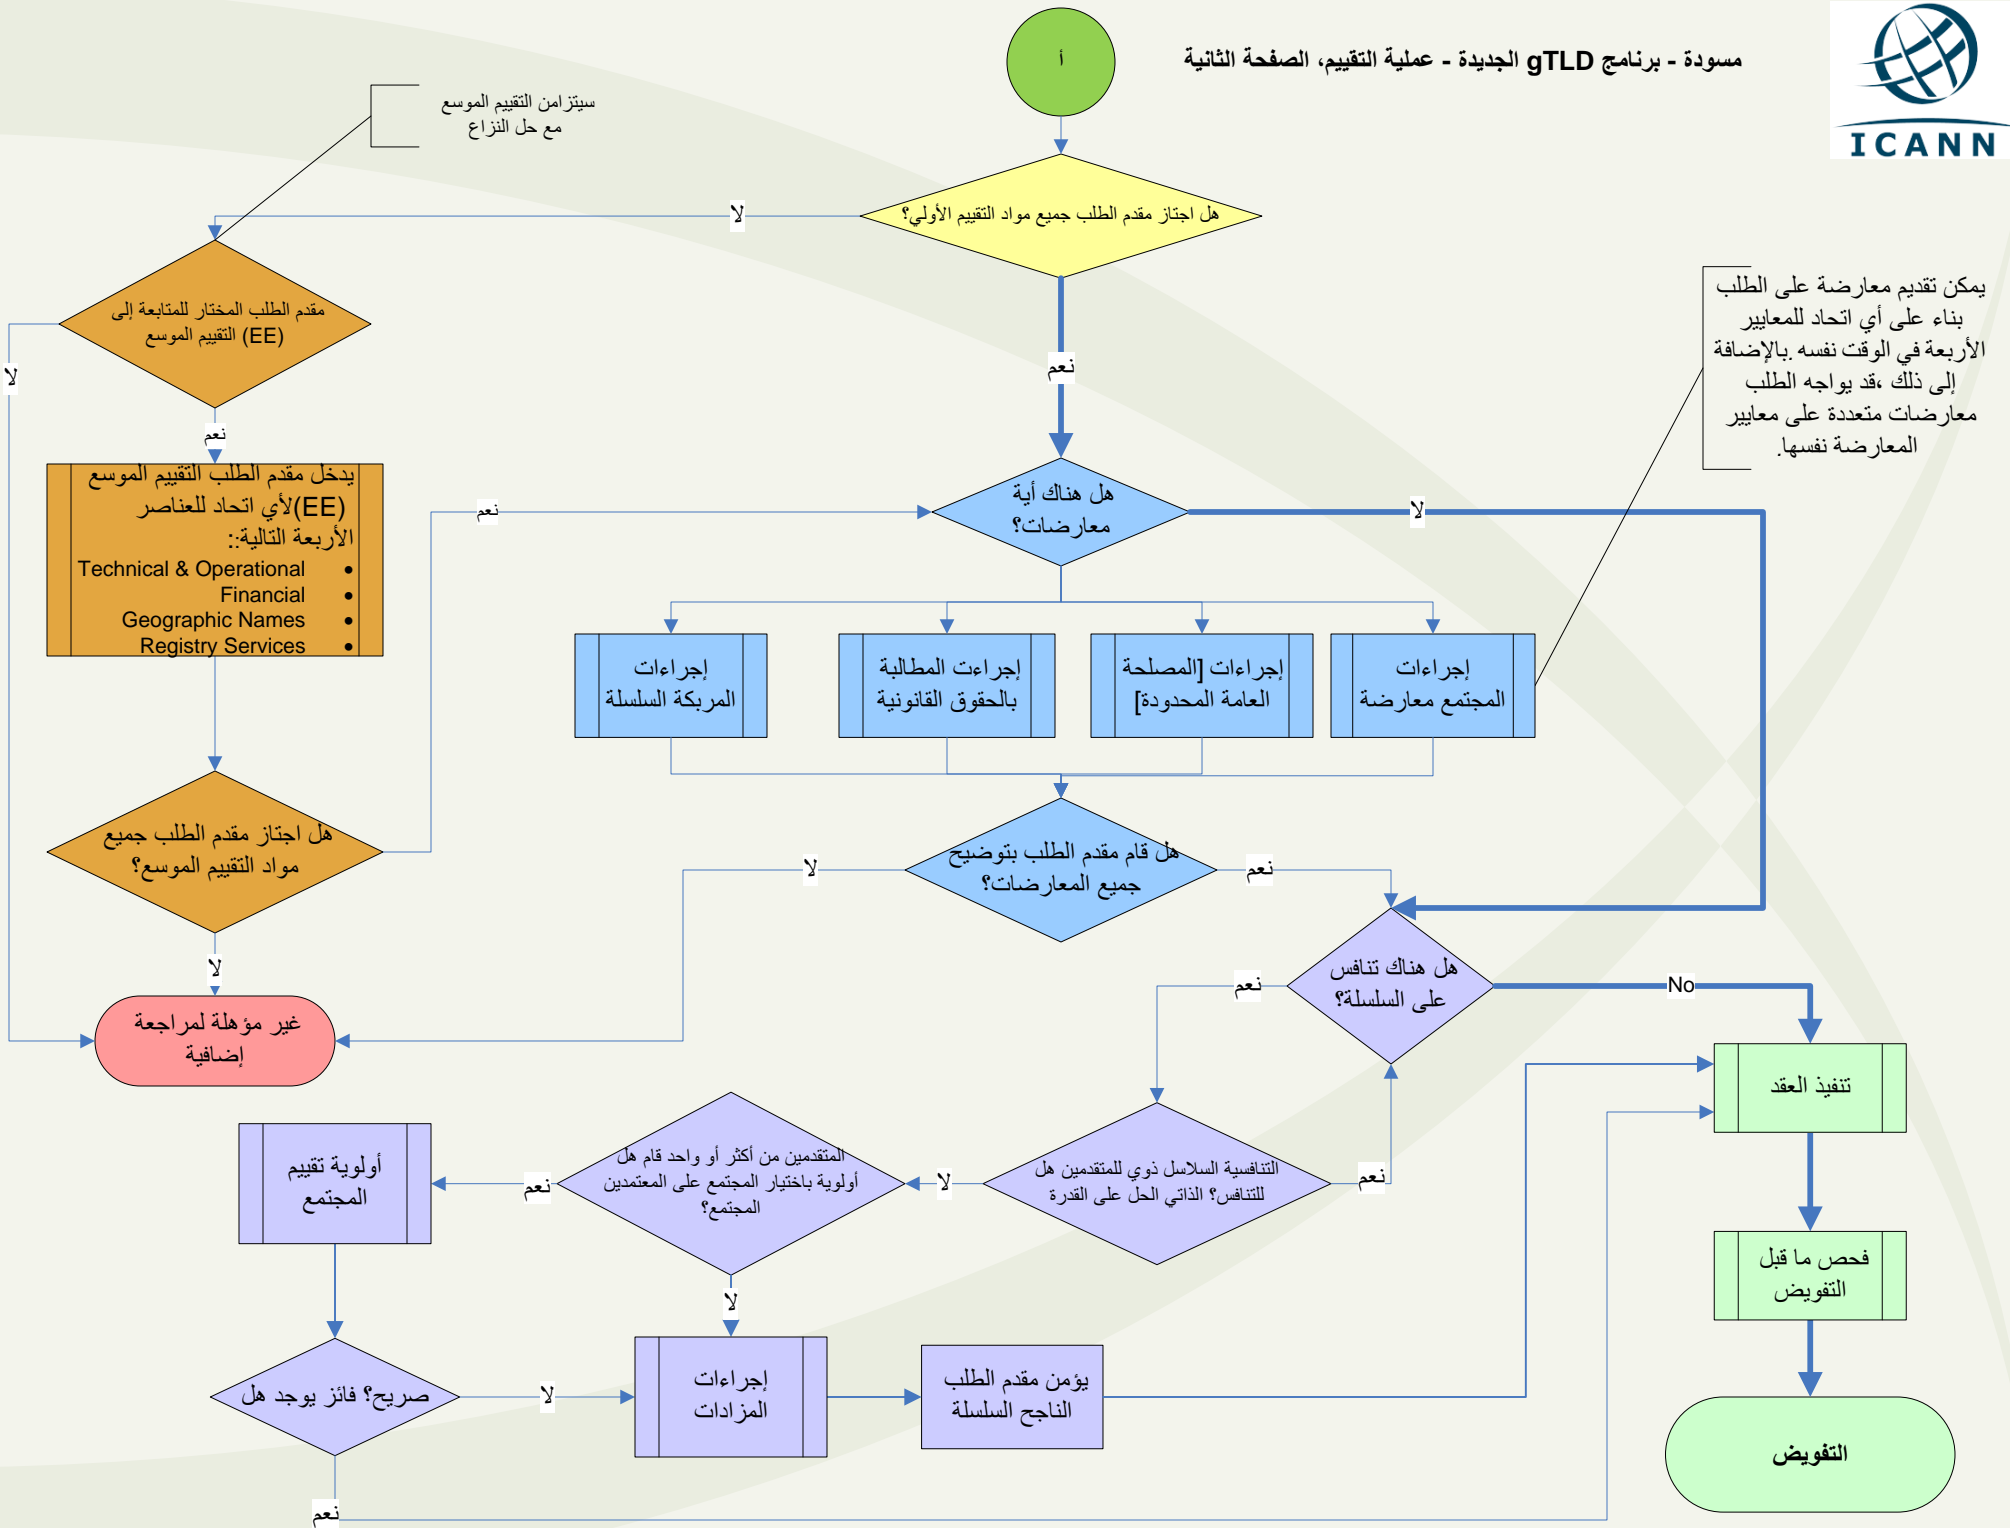 مسودة - برنامج gTLD الجديدة - عملية التقييم، الصفحة الثانية
ICANN
أ
سيتزامن التقييم الموسع
مع حل النزاع
هل اجتاز مقدم الطلب جميع مواد التقييم الأولي؟
لا
نعم
مقدم الطلب المختار للمتابعة إلى
(EE) التقييم الموسع
لا
نعم
يمكن تقديم معارضة على الطلب
بناء على أي اتحاد للمعايير
الأربعة في الوقت نفسه .بالإضافة
إلى ذلك ،قد يواجه الطلب
معارضات متعددة على معايير
المعارضة نفسها.
يدخل مقدم الطلب التقييم الموسع
(EE)لأي اتحاد للعناصر
الأربعة التالية::
Technical & Operational •
Financial •
Geographic Names •
Registry Services •
نعم
هل هناك أية
معارضات؟
لا
إجراءات
المجتمع معارضة
إجراءات [المصلحة
العامة المحدودة]
إجراءت المطالبة
بالحقوق القانونية
إجراءات
المربكة السلسلة
هل اجتاز مقدم الطلب جميع
مواد التقييم الموسع؟
لا
هل قام مقدم الطلب بتوضيح
جميع المعارضات؟
نعم
لا
غير مؤهلة لمراجعة
إضافية
هل هناك تنافس
على السلسلة؟
No
نعم
تنفيذ العقد
التنافسية السلاسل ذوي للمتقدمين هل
للتنافس؟ الذاتي الحل على القدرة
نعم
لا
المتقدمين من أكثر أو واحد قام هل
أولوية باختيار المجتمع على المعتمدين
المجتمع؟
نعم
لا
أولوية تقييم
المجتمع
فحص ما قبل
التفويض
صريح؟ فائز يوجد هل
لا
نعم
إجراءات
المزادات
يؤمن مقدم الطلب
الناجح السلسلة
التفويض